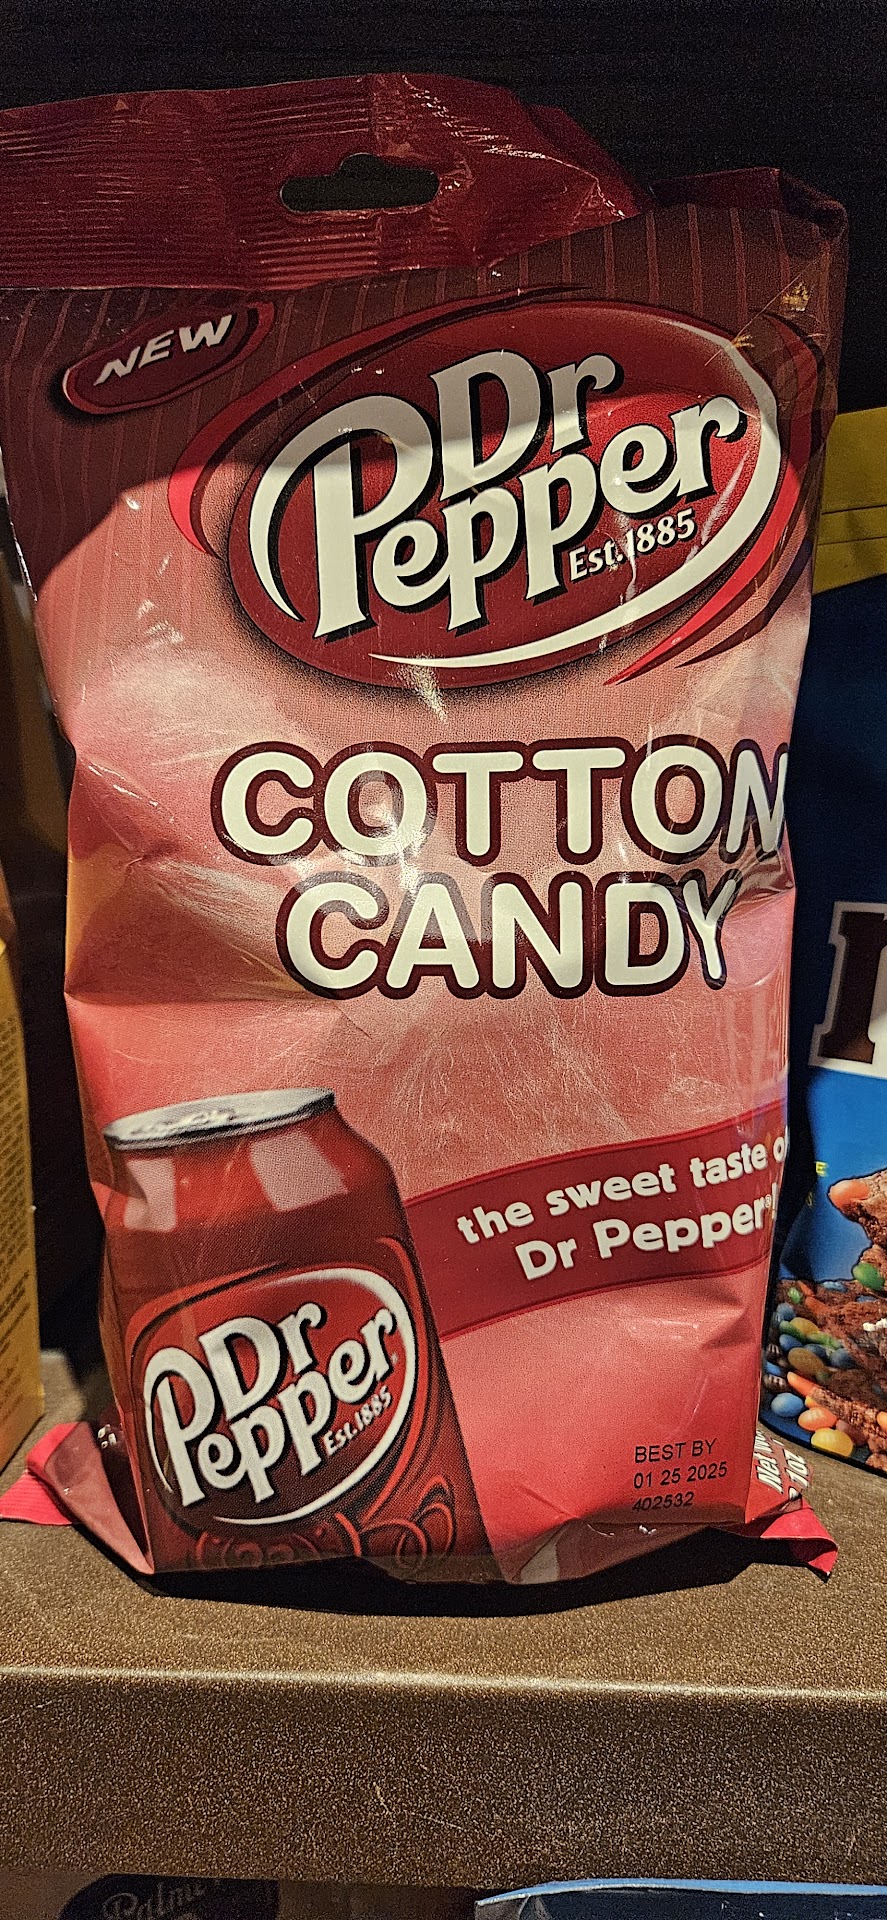 NEW
Dr
Pepper
Est. 1885
COTTON
CANDY
the sweet taste
Dr Pepper®!
Dr
Pepper
Est. 1885
23
BEST BY
01 25 2025
402532